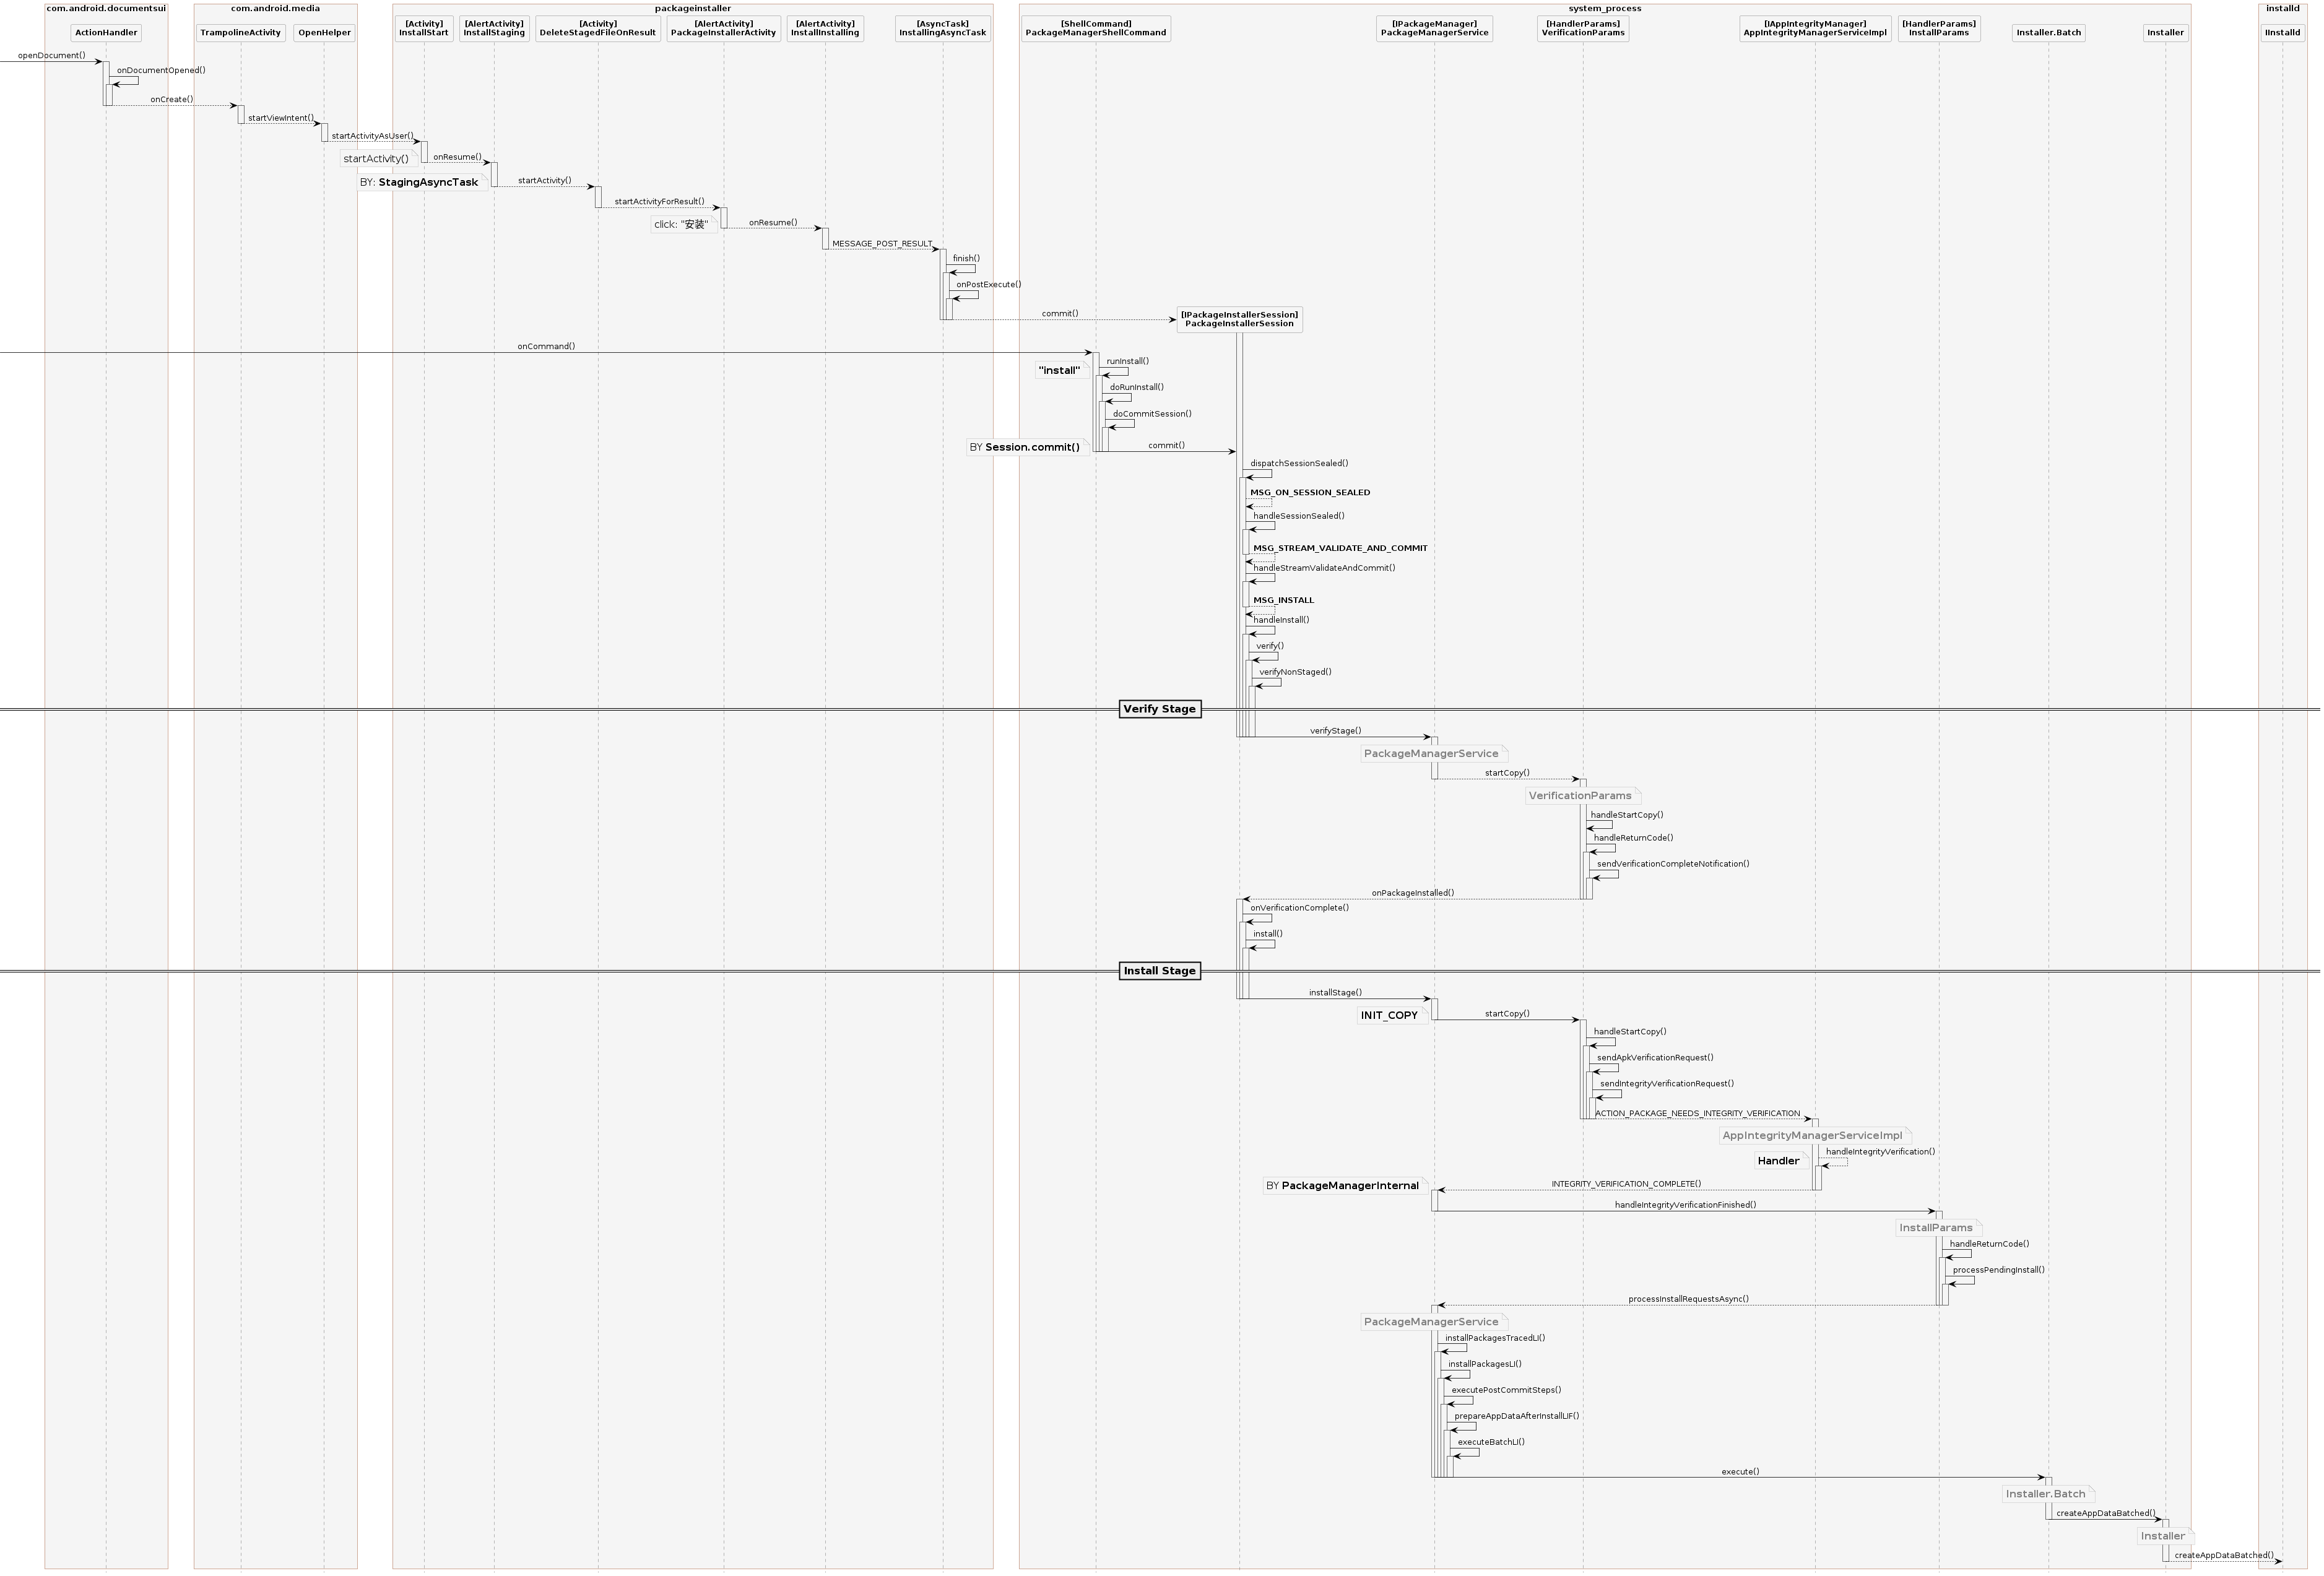 com.android.documentsui
com.android.media
packageinstaller
system_process
installd
ActionHandler
TrampolineActivity
OpenHelper
[Activity]
InstallStart
[AlertActivity]
InstallStaging
[Activity]
DeleteStagedFileOnResult
[AlertActivity]
PackageInstallerActivity
[AlertActivity]
InstallInstalling
[AsyncTask]
InstallingAsyncTask
[ShellCommand]
PackageManagerShellCommand
[IPackageManager]
PackageManagerService
[HandlerParams]
VerificationParams
[IAppIntegrityManager]
AppIntegrityManagerServiceImpl
[HandlerParams]
InstallParams
Installer.Batch
Installer
IInstalld
openDocument()
onDocumentOpened()
onCreate()
startViewIntent()
startActivityAsUser()
startActivity()
onResume()
BY: StagingAsyncTask
startActivity()
startActivityForResult()
click: "安装"
onResume()
MESSAGE_POST_RESULT
finish()
onPostExecute()
commit()
[IPackageInstallerSession]
PackageInstallerSession
onCommand()
"install"
runInstall()
doRunInstall()
doCommitSession()
BY Session.commit()
commit()
dispatchSessionSealed()
MSG_ON_SESSION_SEALED
handleSessionSealed()
MSG_STREAM_VALIDATE_AND_COMMIT
handleStreamValidateAndCommit()
MSG_INSTALL
handleInstall()
verify()
verifyNonStaged()
Verify Stage
verifyStage()
PackageManagerService
startCopy()
VerificationParams
handleStartCopy()
handleReturnCode()
sendVerificationCompleteNotification()
onPackageInstalled()
onVerificationComplete()
install()
Install Stage
installStage()
INIT_COPY
startCopy()
handleStartCopy()
sendApkVerificationRequest()
sendIntegrityVerificationRequest()
ACTION_PACKAGE_NEEDS_INTEGRITY_VERIFICATION
AppIntegrityManagerServiceImpl
Handler
handleIntegrityVerification()
BY PackageManagerInternal
INTEGRITY_VERIFICATION_COMPLETE()
handleIntegrityVerificationFinished()
InstallParams
handleReturnCode()
processPendingInstall()
processInstallRequestsAsync()
PackageManagerService
installPackagesTracedLI()
installPackagesLI()
executePostCommitSteps()
prepareAppDataAfterInstallLIF()
executeBatchLI()
execute()
Installer.Batch
createAppDataBatched()
Installer
createAppDataBatched()